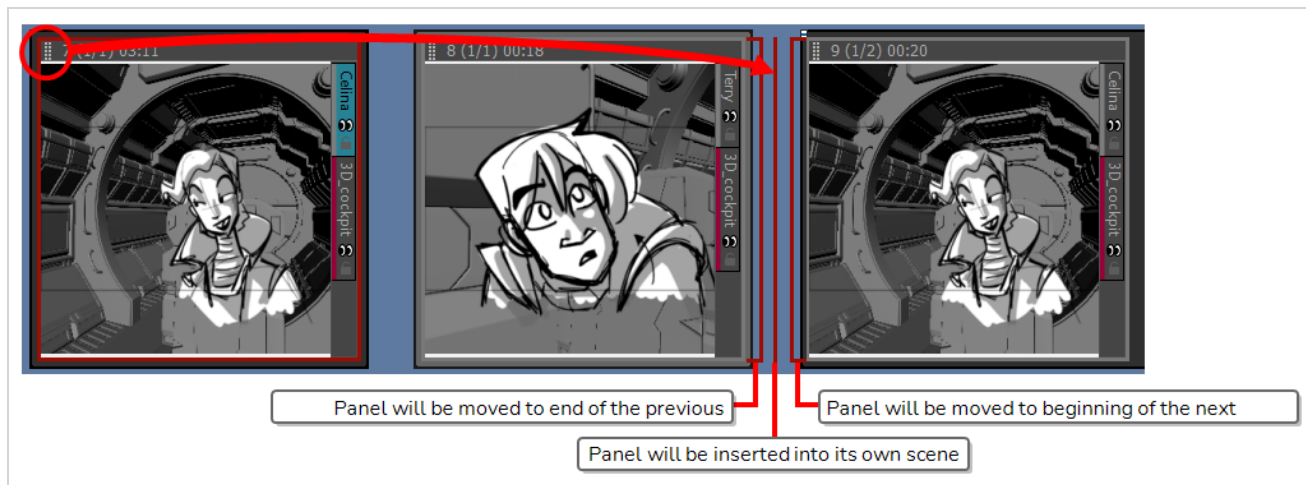 7 (1/1) 03:11
8 (1/1) 00:18
9 (1/2) 00:20
Celina
3D_cockpit
Terry
3D_cockpit
Celina
3D_cockpit
Panel will be moved to end of the previous
Panel will be moved to beginning of the next
Panel will be inserted into its own scene